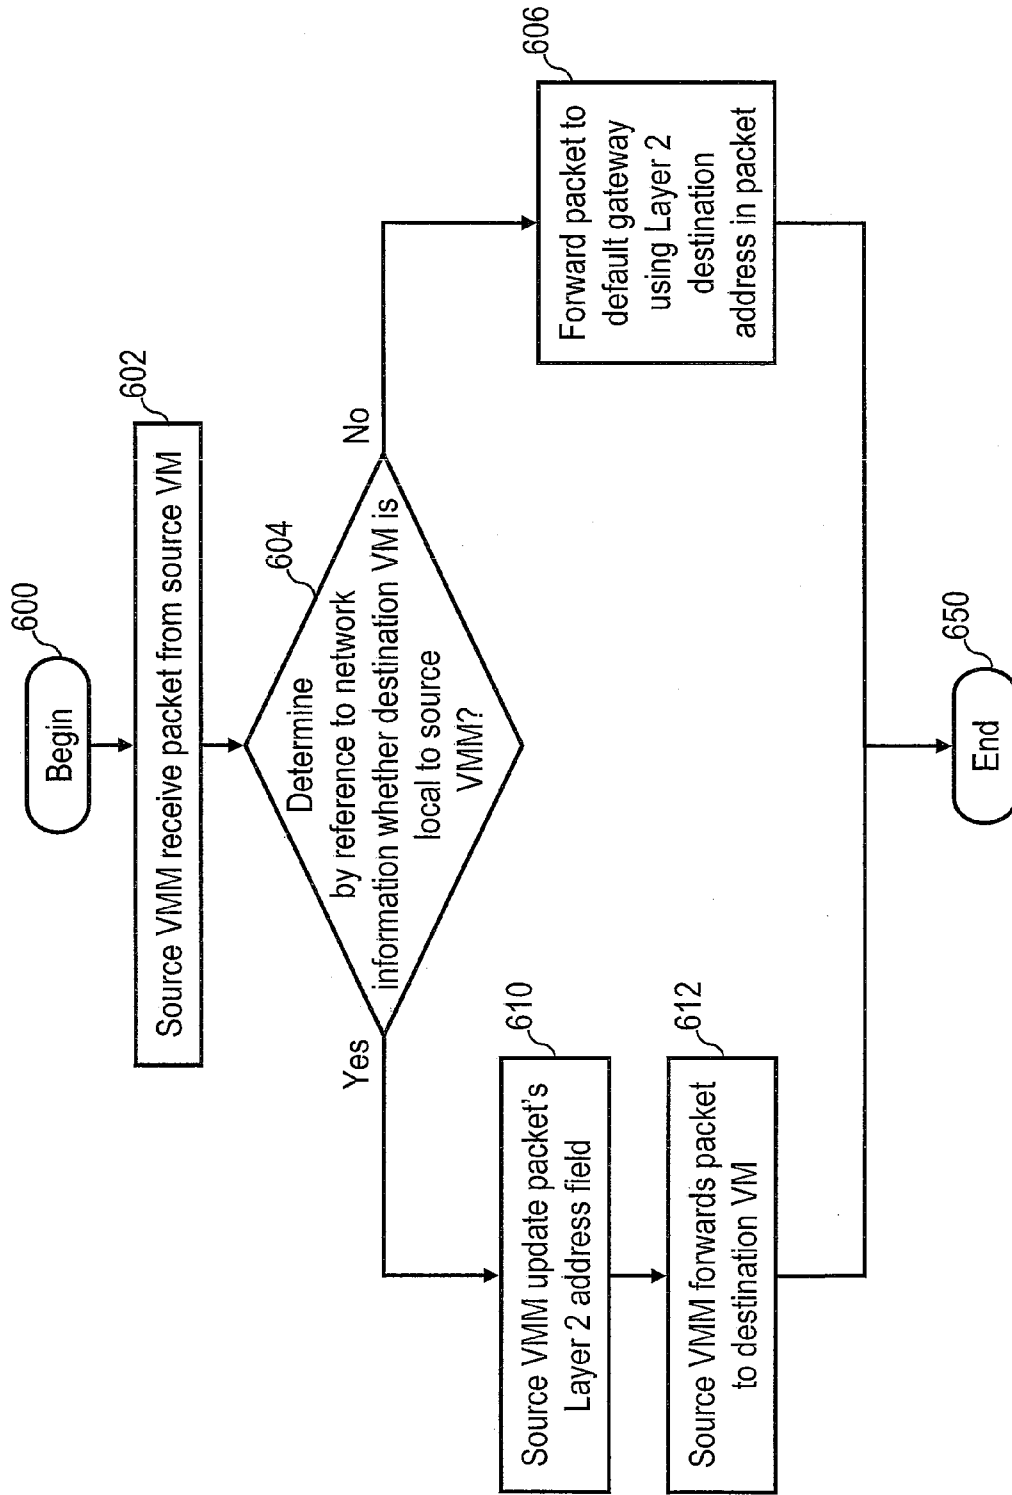 Begin
600
Source VMM receive packet from source VM
602
Determine
by reference to network
information whether destination VM is
local to source
VMM?
604
Yes
No
Source VMM update packet's
Layer 2 address field
610
Source VMM forwards packet
to destination VM
612
Forward packet to
default gateway
using Layer 2
destination
address in packet
606
End
650